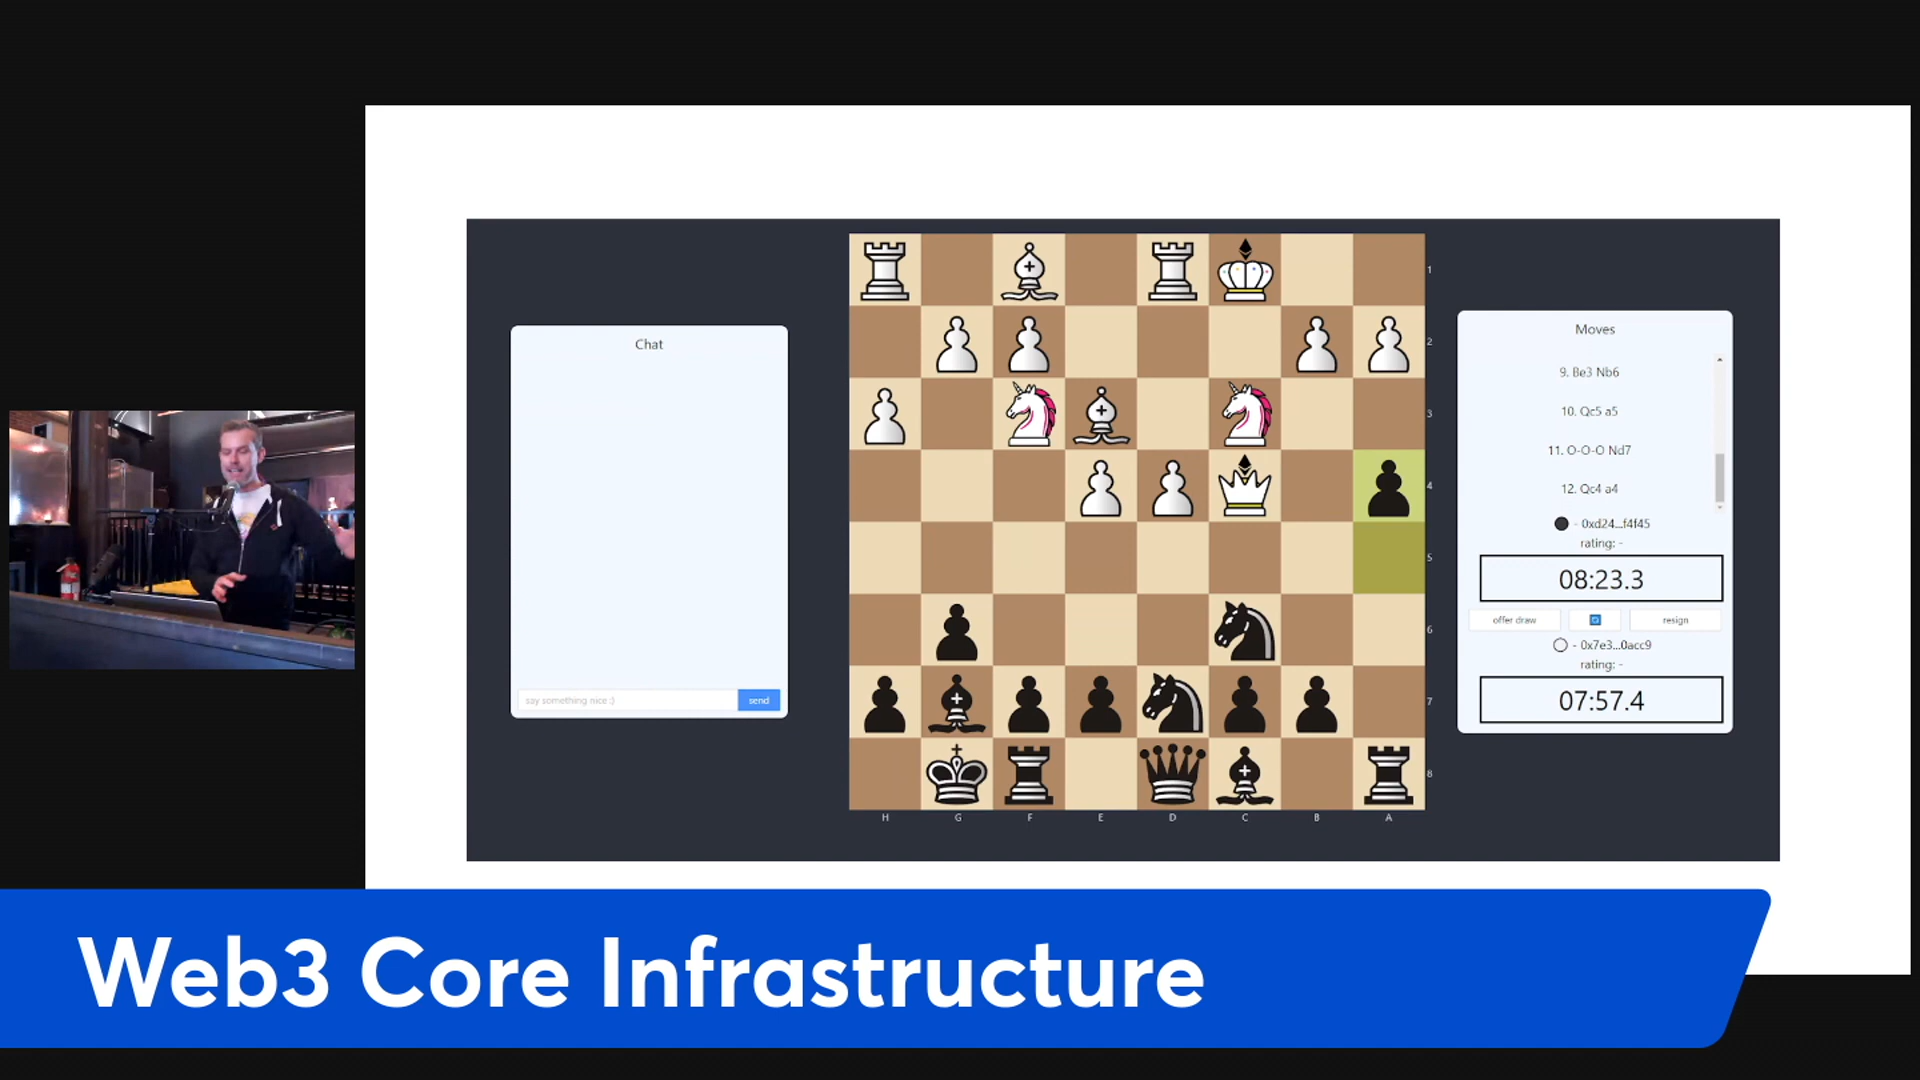 Chat
say something nice :)
send
1
2
3
4
5
6
7
8
H G F E D C B A
Moves
9. Be3 Nb6
10. Qc5 a5
11. O-O-O Nd7
12. Qc4 a4
- 0xd24...f4f45
rating: -
08:23.3
offer draw
resign
- 0x7e3...0acc9
rating: -
07:57.4
Web3 Core Infrastructure